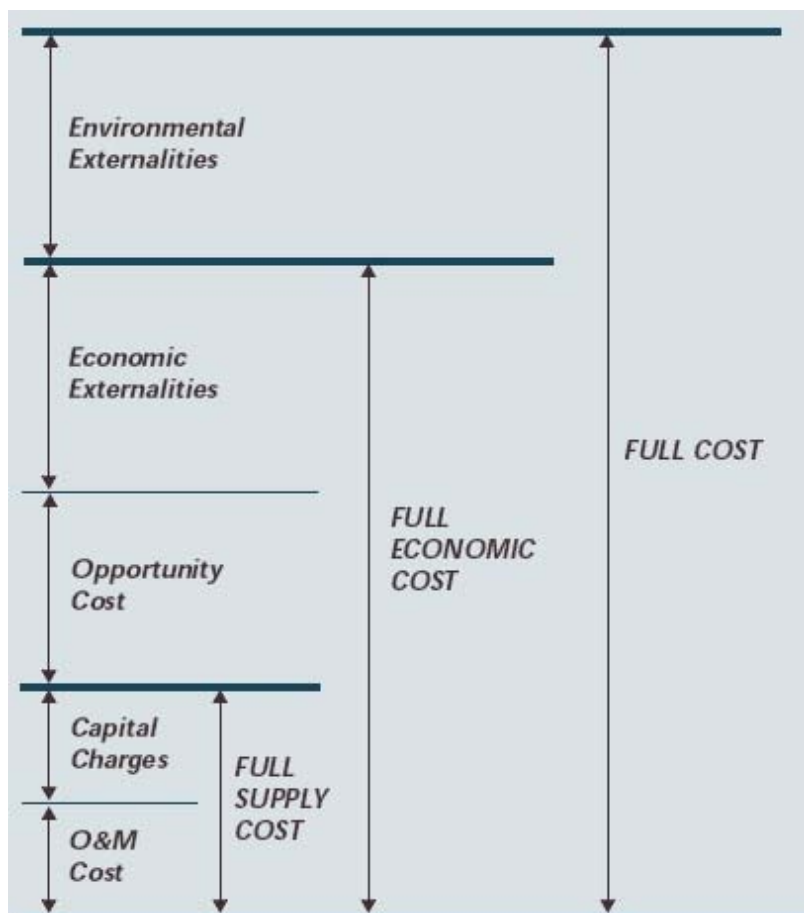 Environmental
Externalities
Economic
Externalities
FULL COST
FULL
ECONOMIC
COST
Opportunity
Cost
Capital
Charges
FULL
SUPPLY
COST
O&M
Cost